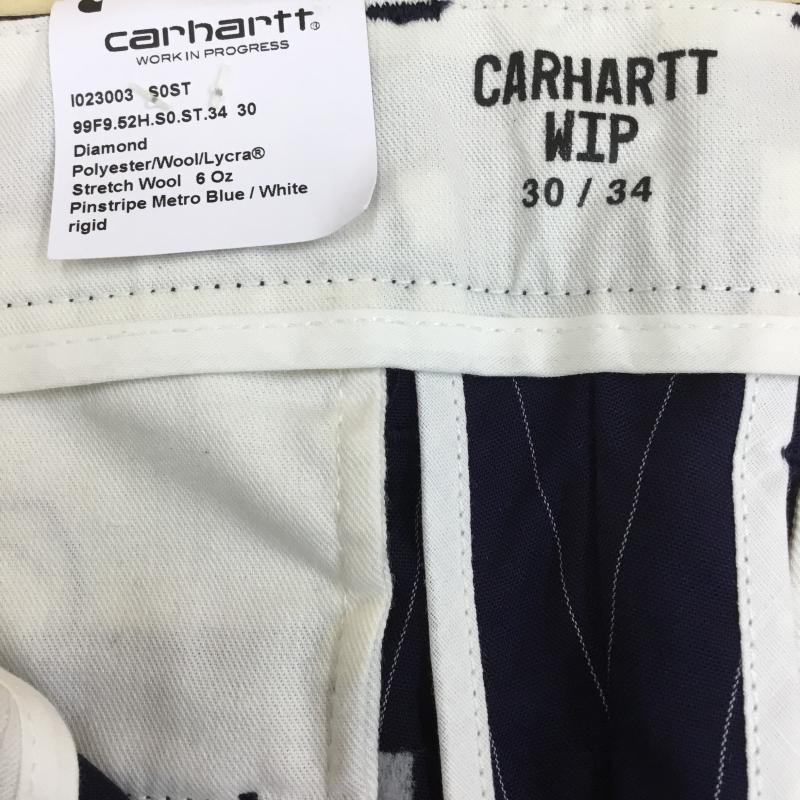 carhartt®
WORK IN PROGRESS
I023003 S0ST
99F9.52H.S0.ST.34 30
Diamond
Polyester/Wool/Lycra®
Stretch Wool 6 Oz
Pinstripe Metro Blue / White
rigid
CARHARTT
WIP
30 / 34